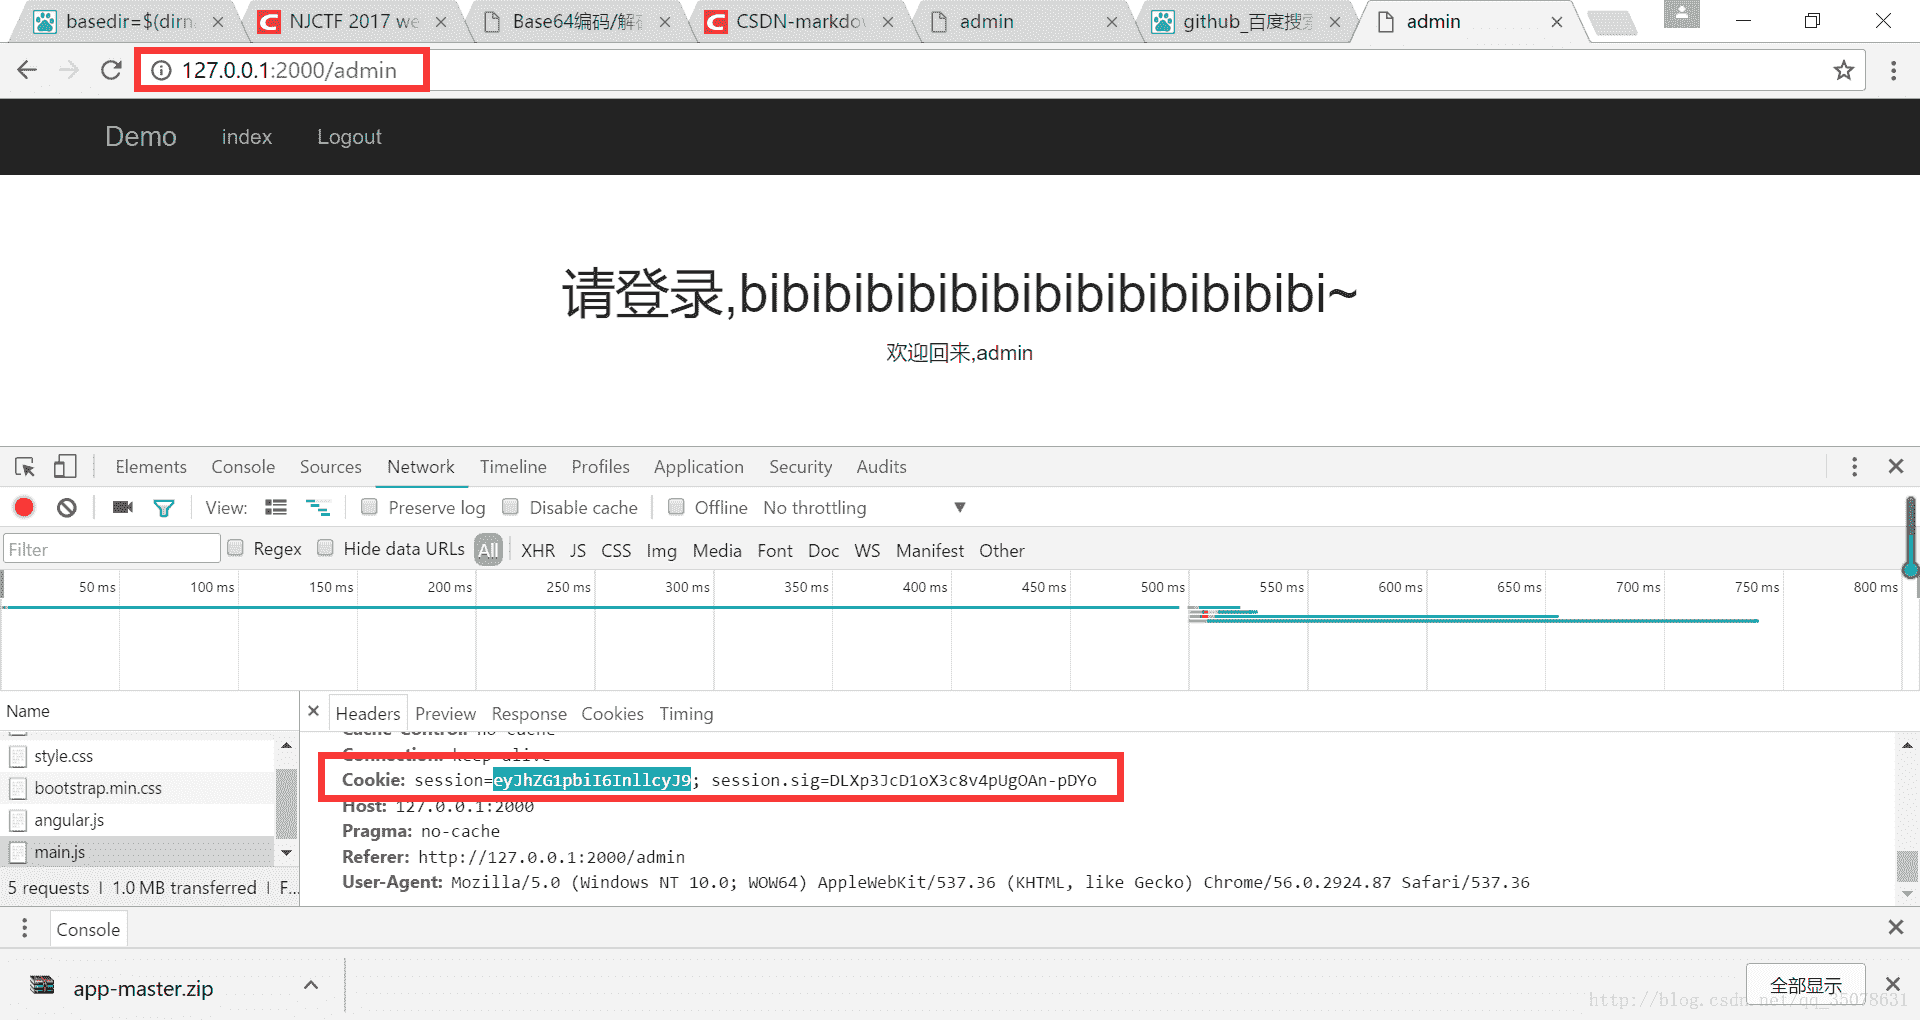 basedir=$(dirn
NJCTF 2017 we
Base64编码/解
CSDN-markdo
admin
github_百度搜索
admin
127.0.0.1:2000/admin
Demo index Logout
请登录,bibibibibibibibibibibibibibi~
欢迎回来,admin
Elements Console Sources Network Timeline Profiles Application Security Audits
View: Preserve log Disable cache Offline No throttling
Filter Regex Hide data URLs All XHR JS CSS Img Media Font Doc WS Manifest Other
50 ms 100 ms 150 ms 200 ms 250 ms 300 ms 350 ms 400 ms 450 ms 500 ms 550 ms 600 ms 650 ms 700 ms 750 ms 800 ms
Name
Headers Preview Response Cookies Timing
style.css
bootstrap.min.css
angular.js
main.js
5 requests | 1.0 MB transferred | F...
Cache-Control: no-cache
Connection: keep-alive
Cookie: session=eyJhZG1pbiI6InllcyJ9; session.sig=DLXp3JcD1oX3c8v4pUgOAn-pDYo
Host: 127.0.0.1:2000
Pragma: no-cache
Referer: http://127.0.0.1:2000/admin
User-Agent: Mozilla/5.0 (Windows NT 10.0; WOW64) AppleWebKit/537.36 (KHTML, like Gecko) Chrome/56.0.2924.87 Safari/537.36
Console
app-master.zip
全部显示
http://blog.csdn.net/qq_35078631